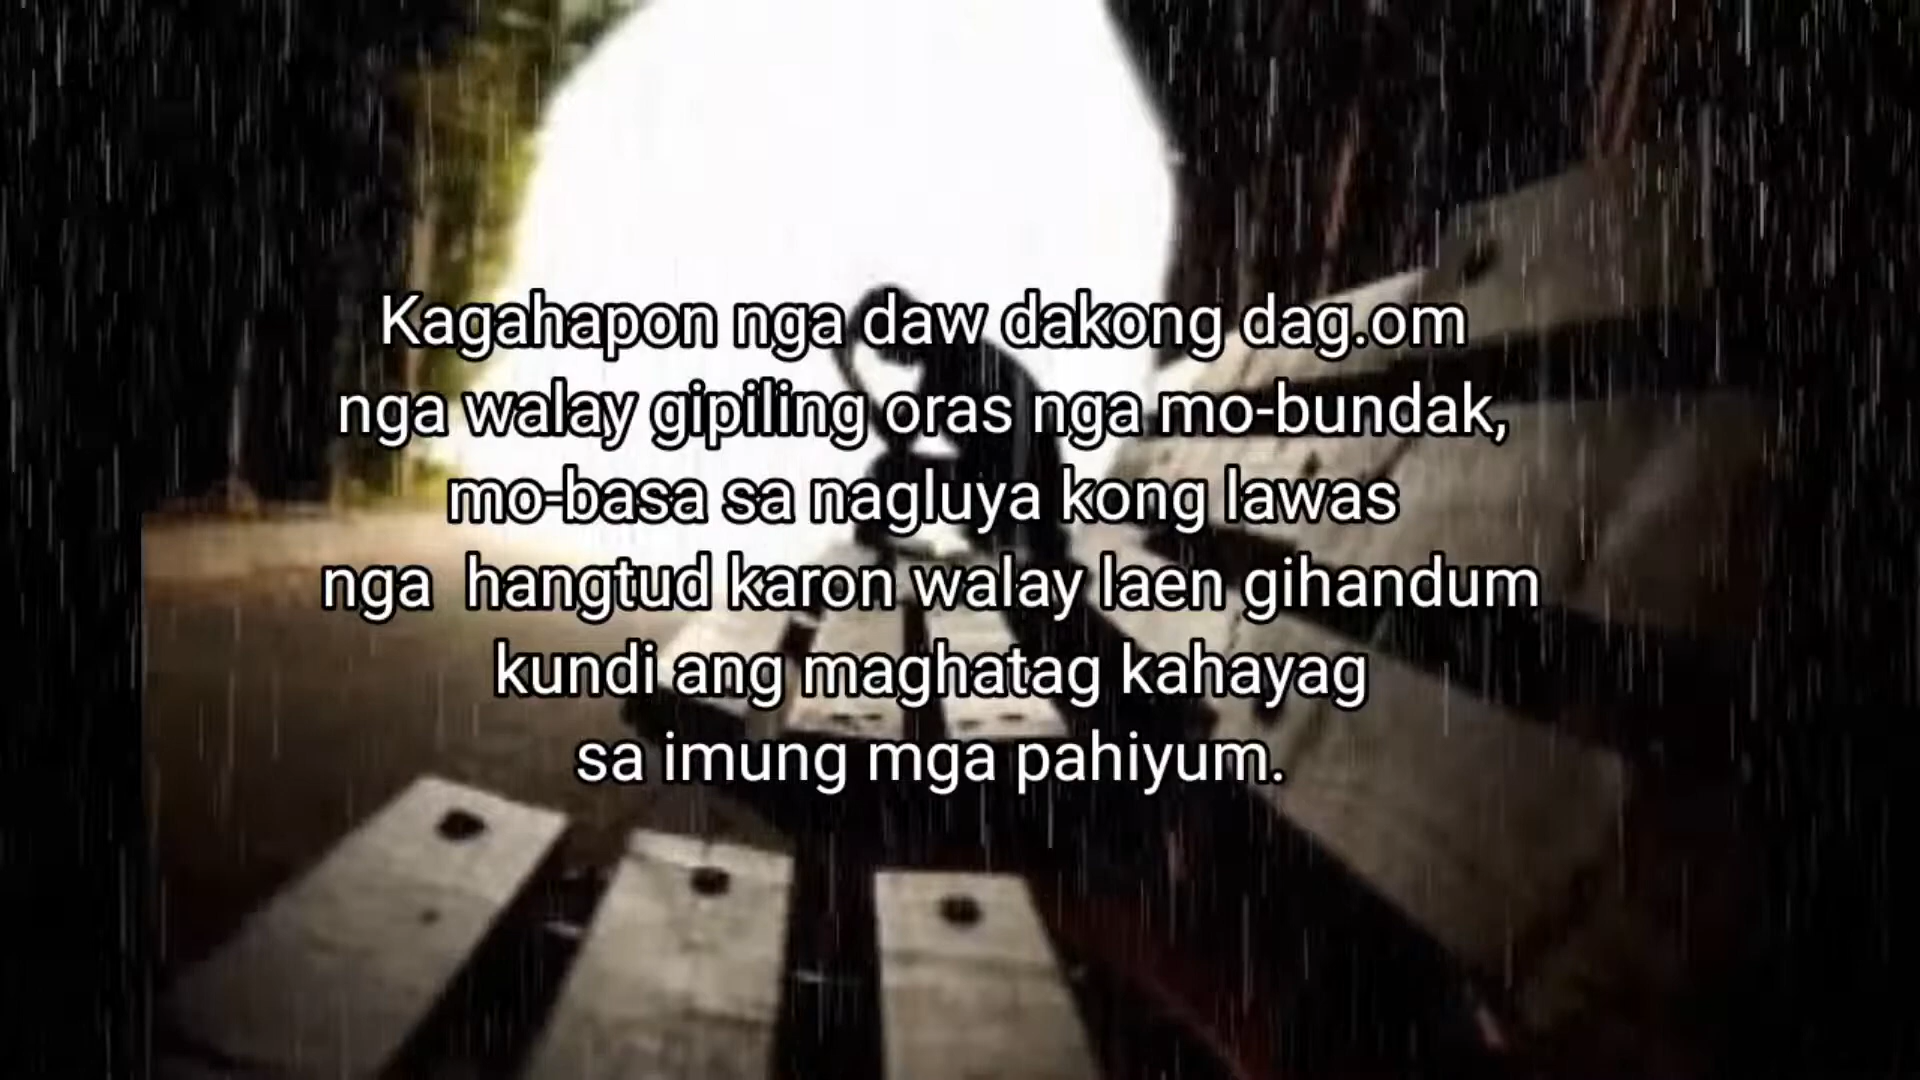 Kagahapon nga daw dakong dag.om
nga walay gipiling oras nga mo-bundak,
mo-basa sa nagluya kong lawas
nga hangtud karon walay laen gihandum
kundi ang maghatag kahayag
sa imung mga pahiyum.